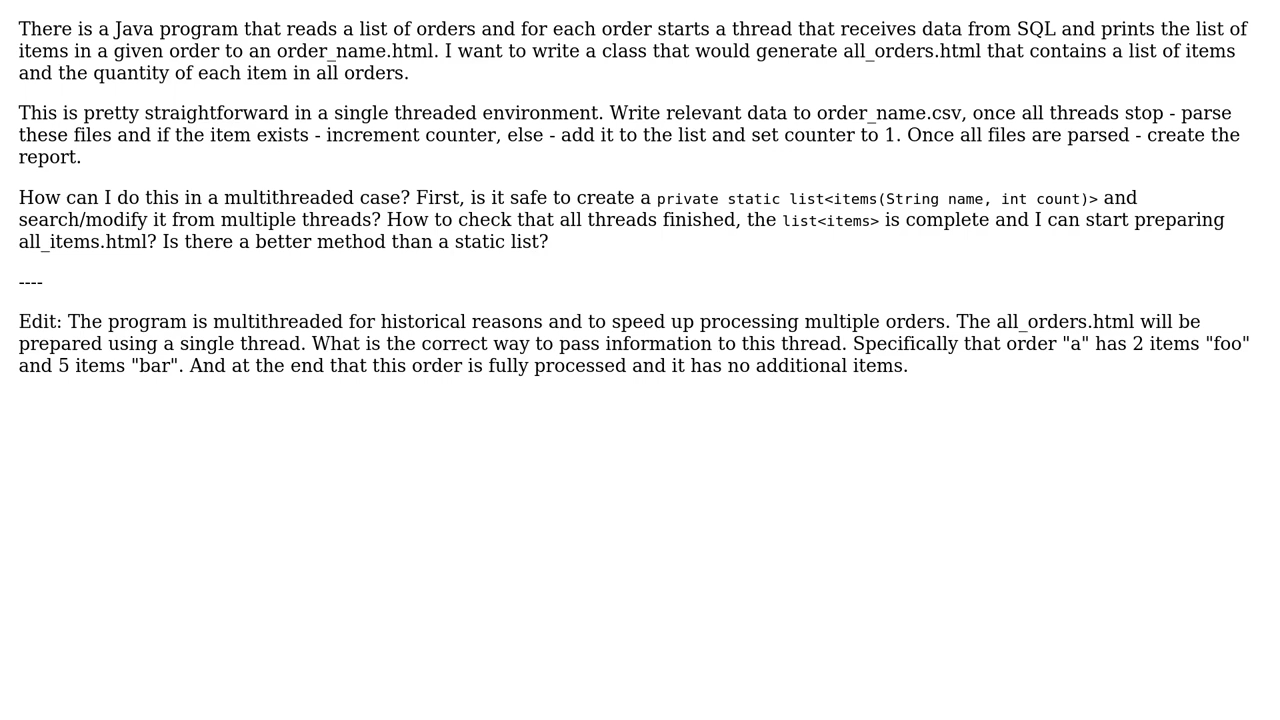 There is a Java program that reads a list of orders and for each order starts a thread that receives data from SQL and prints the list of
items in a given order to an order_name.html. I want to write a class that would generate all_orders.html that contains a list of items
and the quantity of each item in all orders.
This is pretty straightforward in a single threaded environment. Write relevant data to order_name.csv, once all threads stop - parse
these files and if the item exists - increment counter, else - add it to the list and set counter to 1. Once all files are parsed - create the
report.
How can I do this in a multithreaded case? First, is it safe to create a private static list<items(String name, int count)> and
search/modify it from multiple threads? How to check that all threads finished, the list<items> is complete and I can start preparing
all_items.html? Is there a better method than a static list?
----
Edit: The program is multithreaded for historical reasons and to speed up processing multiple orders. The all_orders.html will be
prepared using a single thread. What is the correct way to pass information to this thread. Specifically that order "a" has 2 items "foo"
and 5 items "bar". And at the end that this order is fully processed and it has no additional items.